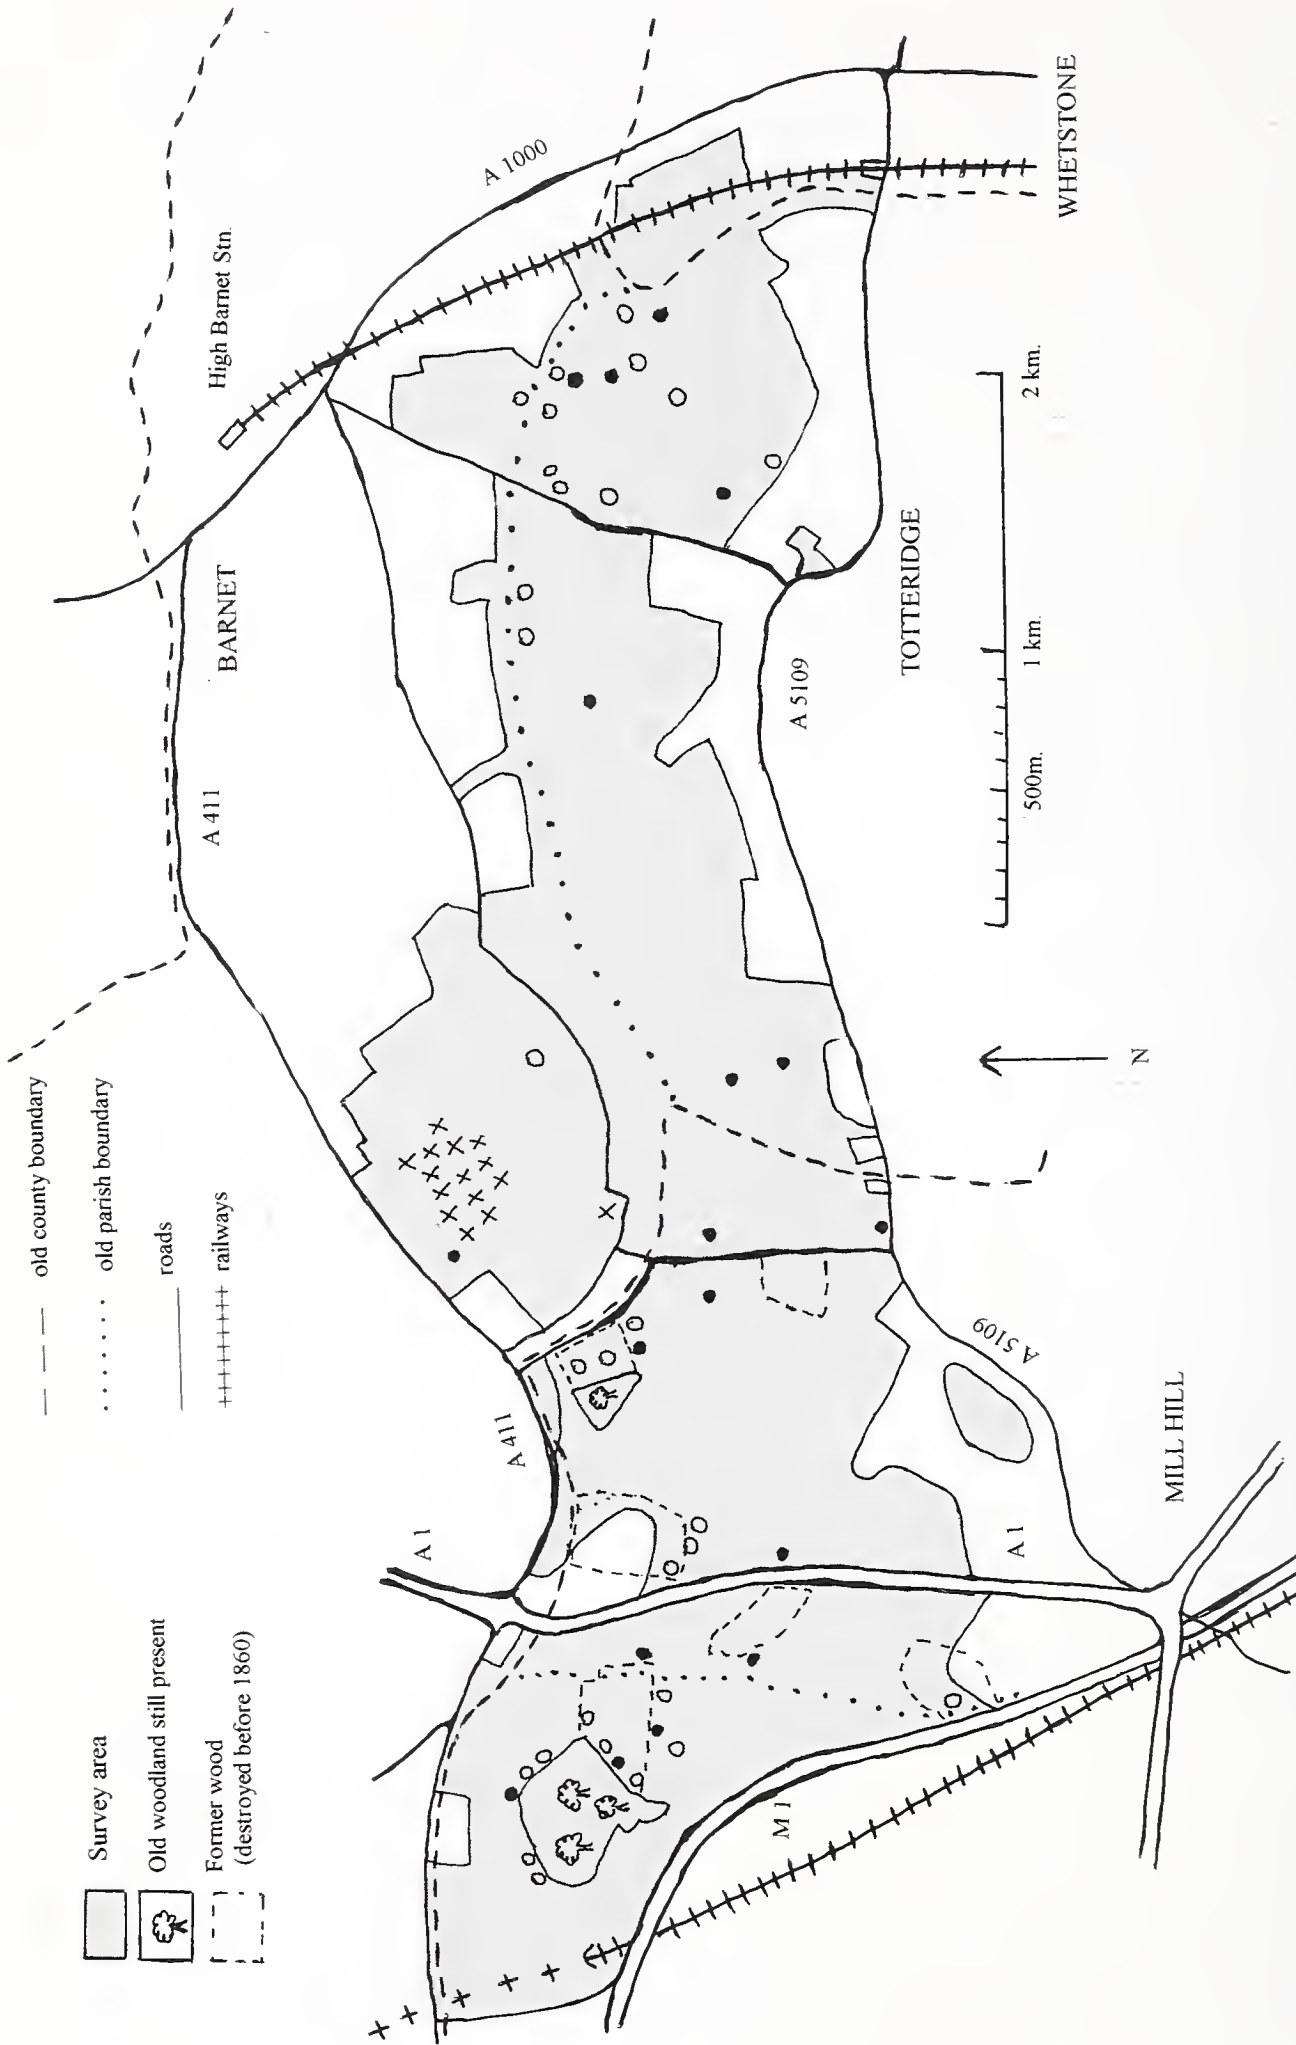 Survey area
Old woodland still present
Former wood
(destroyed before 1860)
old county boundary
old parish boundary
roads
railways
High Barnet Stn.
A 1000
BARNET
A 411
A 411
A 1
A 5109
TOTTERIDGE
WHETSTONE
A 5109
A 1
M 1
MILL HILL
N
500m.
1 km.
2 km.